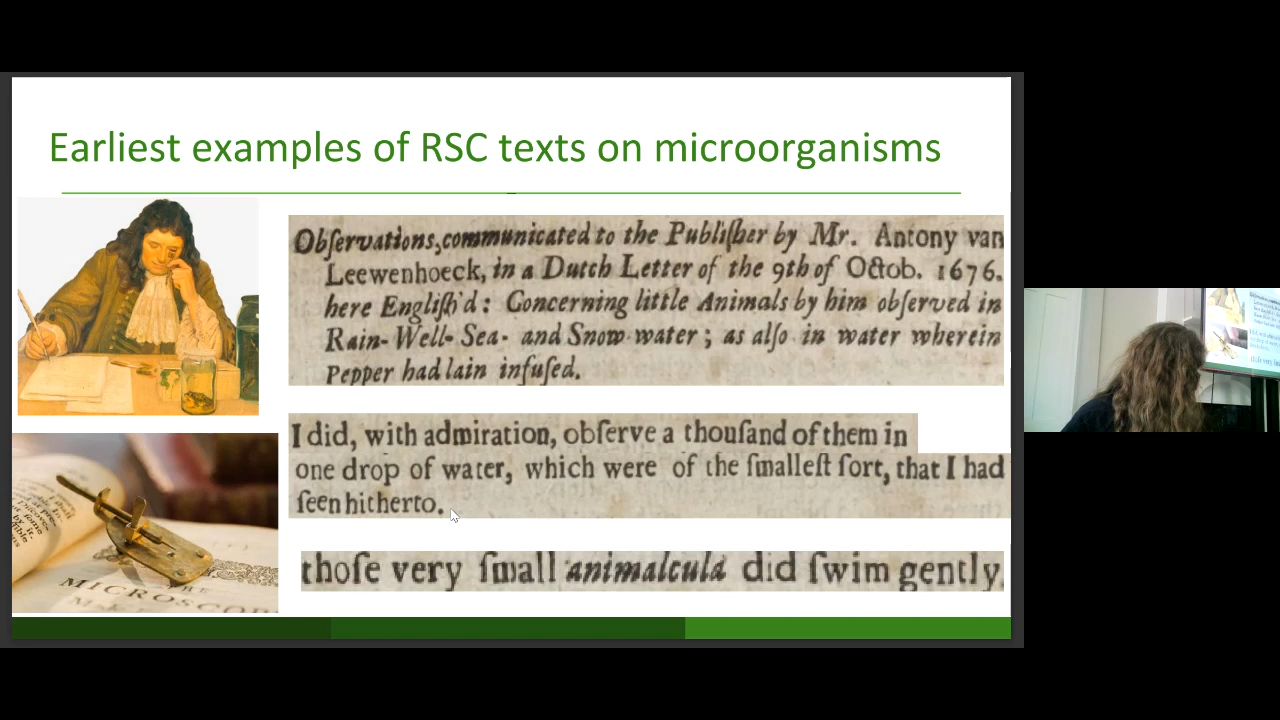 Earliest examples of RSC texts on microorganisms
Obſervations, communicated to the Publiſher by Mr. Antony van
Leewenhoeck, in a Dutch Letter of the 9th of Octob. 1676.
here Engliſh'd: Concerning little Animals by him obſerved in
Rain- Well- Sea- and Snow-water; as alſo in water wherein
Pepper had lain infuſed.
I did, with admiration, obſerve a thouſand of them in
one drop of water, which were of the ſmalleſt ſort, that I had
ſeen hitherto.
thoſe very ſmall animalcula did ſwim gently
MICROSCOP